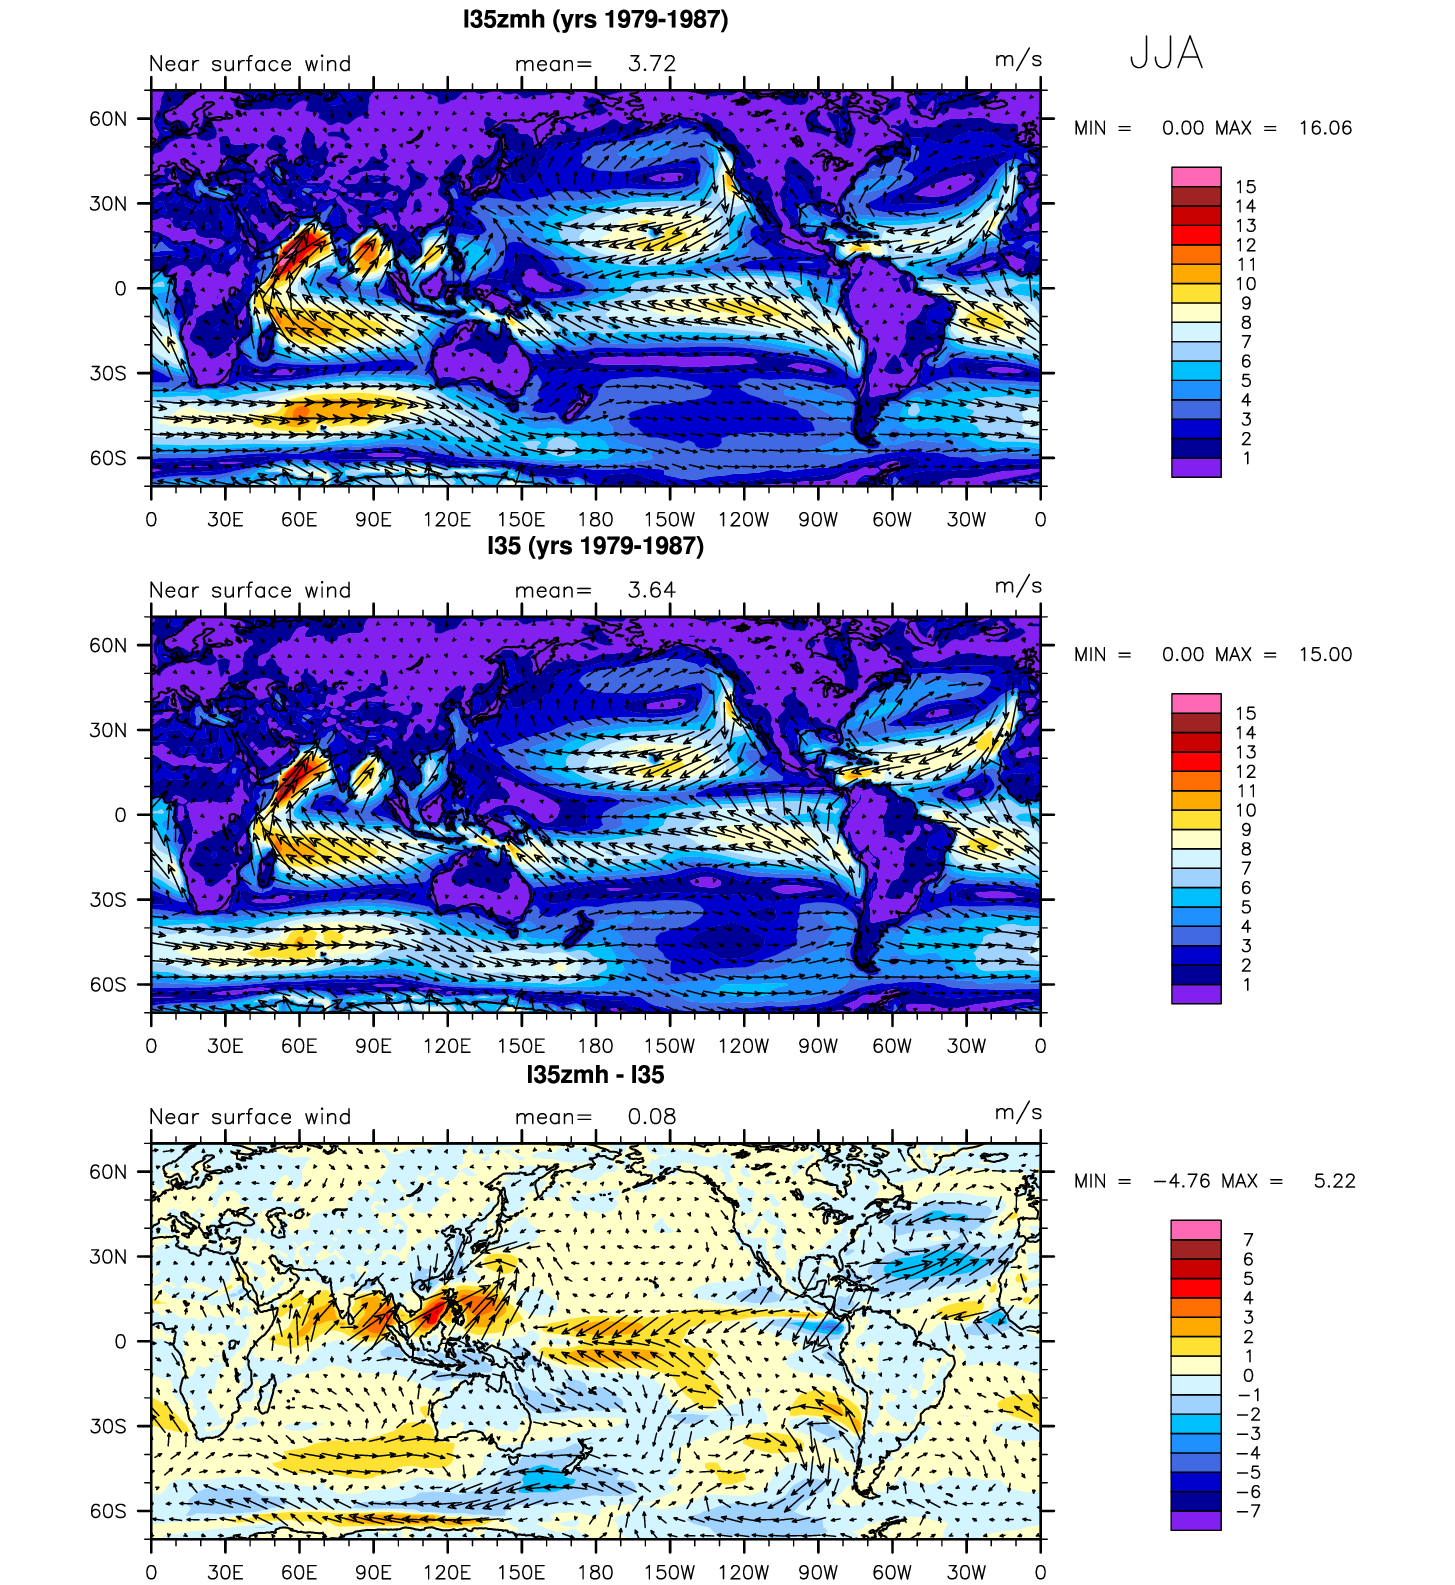 I35zmh (yrs 1979-1987)
JJA
Near surface wind mean= 3.72 m/s
MIN = 0.00 MAX = 16.06
60N
30N
0
30S
60S
0 30E 60E 90E 120E 150E 180 150W 120W 90W 60W 30W 0
15
14
13
12
11
10
9
8
7
6
5
4
3
2
1
I35 (yrs 1979-1987)
Near surface wind mean= 3.64 m/s
MIN = 0.00 MAX = 15.00
60N
30N
0
30S
60S
0 30E 60E 90E 120E 150E 180 150W 120W 90W 60W 30W 0
15
14
13
12
11
10
9
8
7
6
5
4
3
2
1
I35zmh - I35
Near surface wind mean= 0.08 m/s
MIN = −4.76 MAX = 5.22
60N
30N
0
30S
60S
0 30E 60E 90E 120E 150E 180 150W 120W 90W 60W 30W 0
7
6
5
4
3
2
1
0
−1
−2
−3
−4
−5
−6
−7